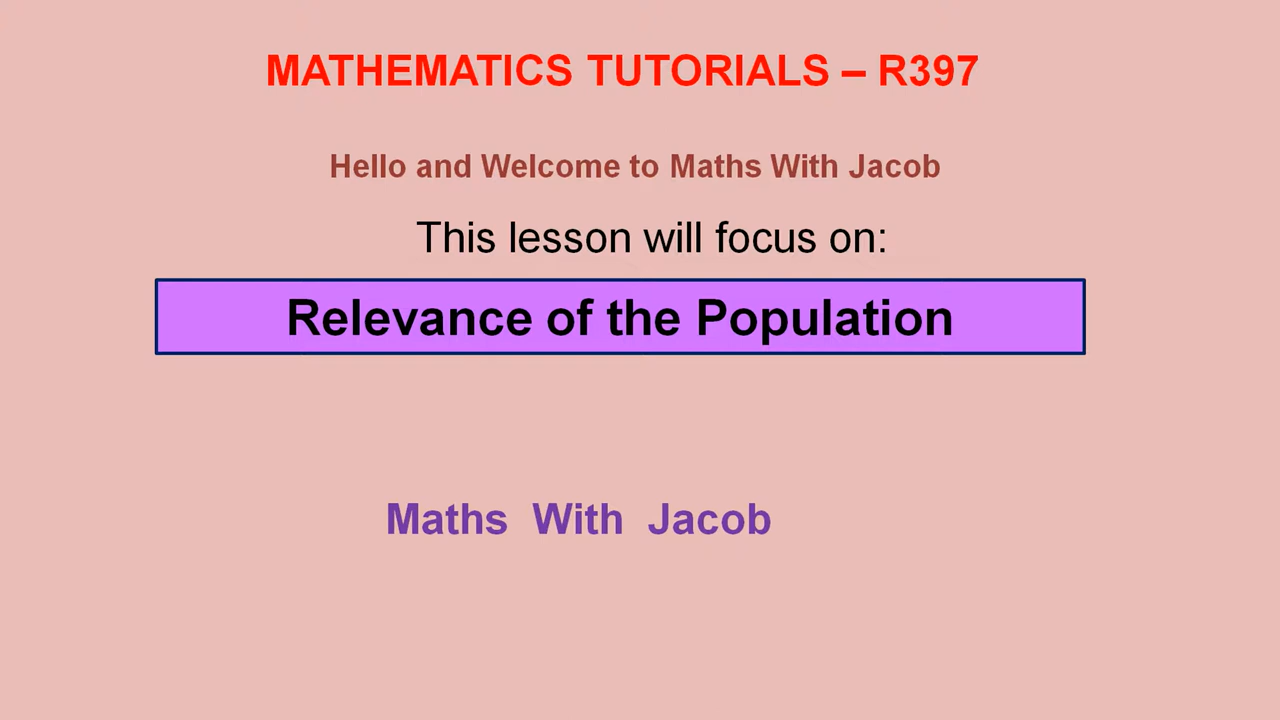 MATHEMATICS TUTORIALS – R397
Hello and Welcome to Maths With Jacob
This lesson will focus on:
Relevance of the Population
Maths With Jacob